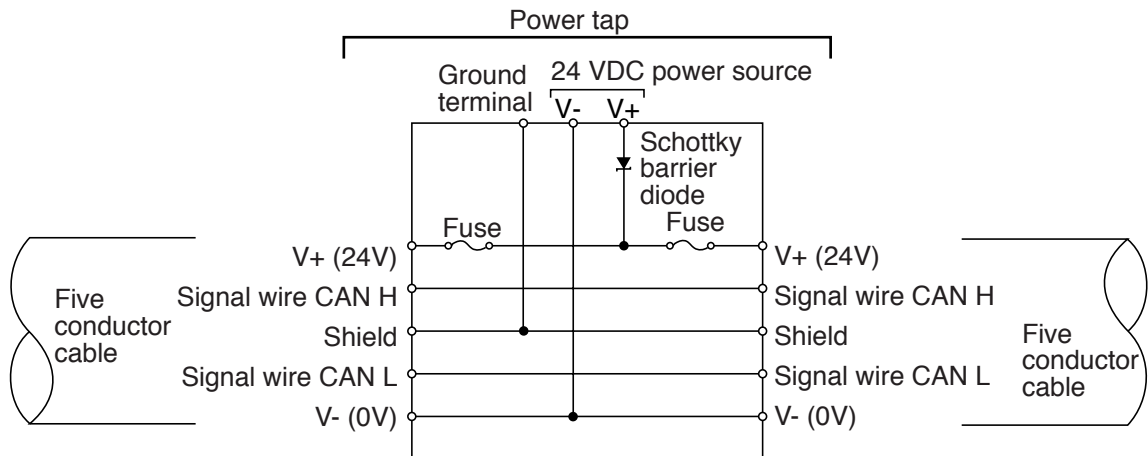 Power tap
Ground
terminal
24 VDC power source
V-
V+
Schottky
barrier
diode
Fuse
Fuse
V+ (24V)
V+ (24V)
Signal wire CAN H
Signal wire CAN H
Shield
Shield
Signal wire CAN L
Signal wire CAN L
V- (0V)
V- (0V)
Five
conductor
cable
Five
conductor
cable